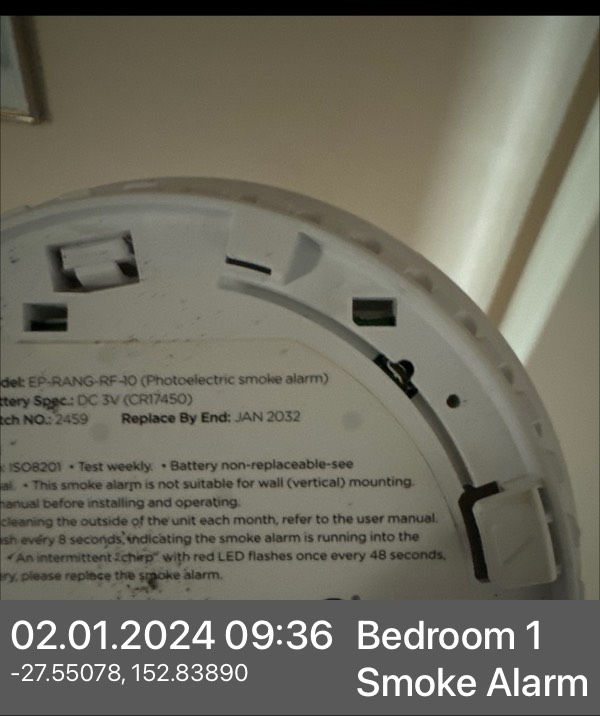 del: EP-RANG-RF-10 (Photoelectric smoke alarm)
ttery Spec.: DC 3V (CR17450)
tch NO.: 2459 Replace By End: JAN 2032
: ISO8201 • Test weekly. • Battery non-replaceable-see
al. • This smoke alarm is not suitable for wall (vertical) mounting.
manual before installing and operating.
cleaning the outside of the unit each month, refer to the user manual.
sh every 8 seconds, indicating the smoke alarm is running into the
• An intermittent "chirp" with red LED flashes once every 48 seconds,
ry, please replace the smoke alarm.
02.01.2024 09:36 Bedroom 1
-27.55078, 152.83890 Smoke Alarm